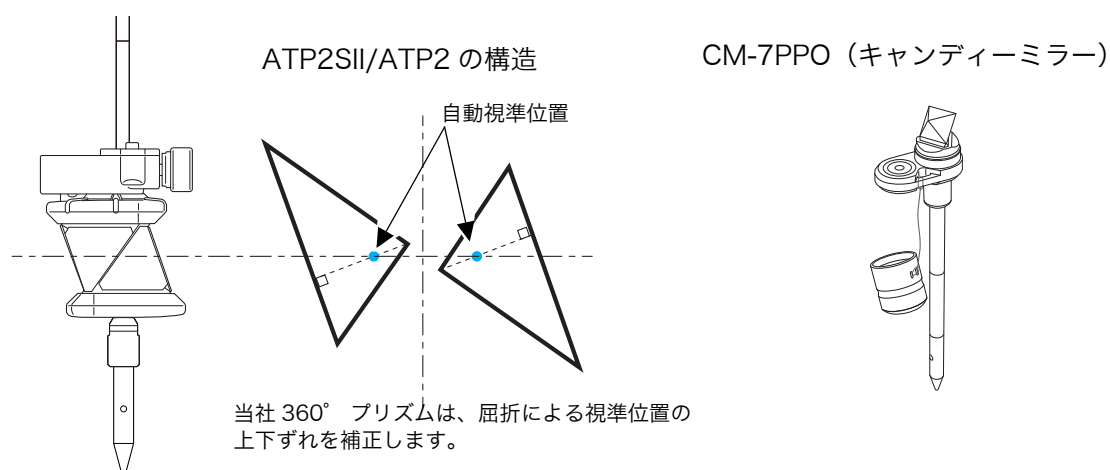 ATP2SII/ATP2 の構造
CM-7PPO（キャンディーミラー）
自動視準位置
当社 360°　プリズムは、屈折による視準位置の
上下ずれを補正します。